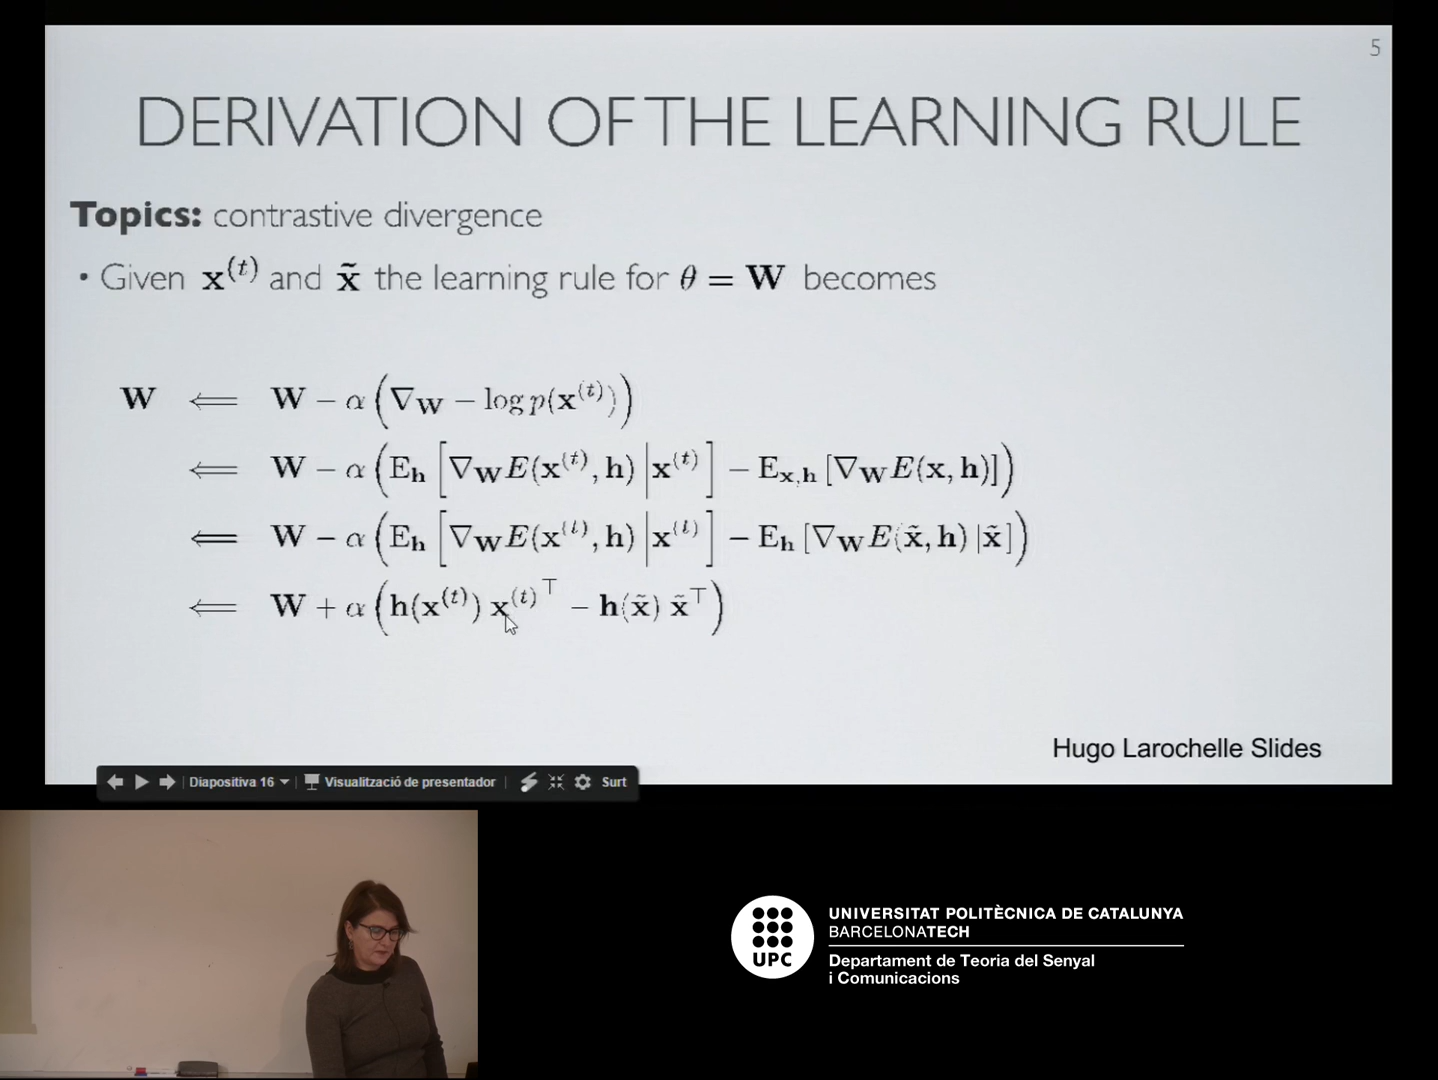 5
DERIVATION OF THE LEARNING RULE
Topics: contrastive divergence
• Given x^(t) and x̃ the learning rule for θ = W becomes
W ⟸ W − α (∇_W − log p(x^(t)))
⟸ W − α (E_h [∇_W E(x^(t), h) | x^(t)] − E_x,h [∇_W E(x, h)])
⟸ W − α (E_h [∇_W E(x^(t), h) | x^(t)] − E_h [∇_W E(x̃, h) | x̃])
⟸ W + α (h(x^(t)) x^(t)⊤ − h(x̃) x̃⊤)
Hugo Larochelle Slides
Diapositiva 16 Visualització de presentador Surt
UPC
UNIVERSITAT POLITÈCNICA DE CATALUNYA
BARCELONATECH
Departament de Teoria del Senyal
i Comunicacions